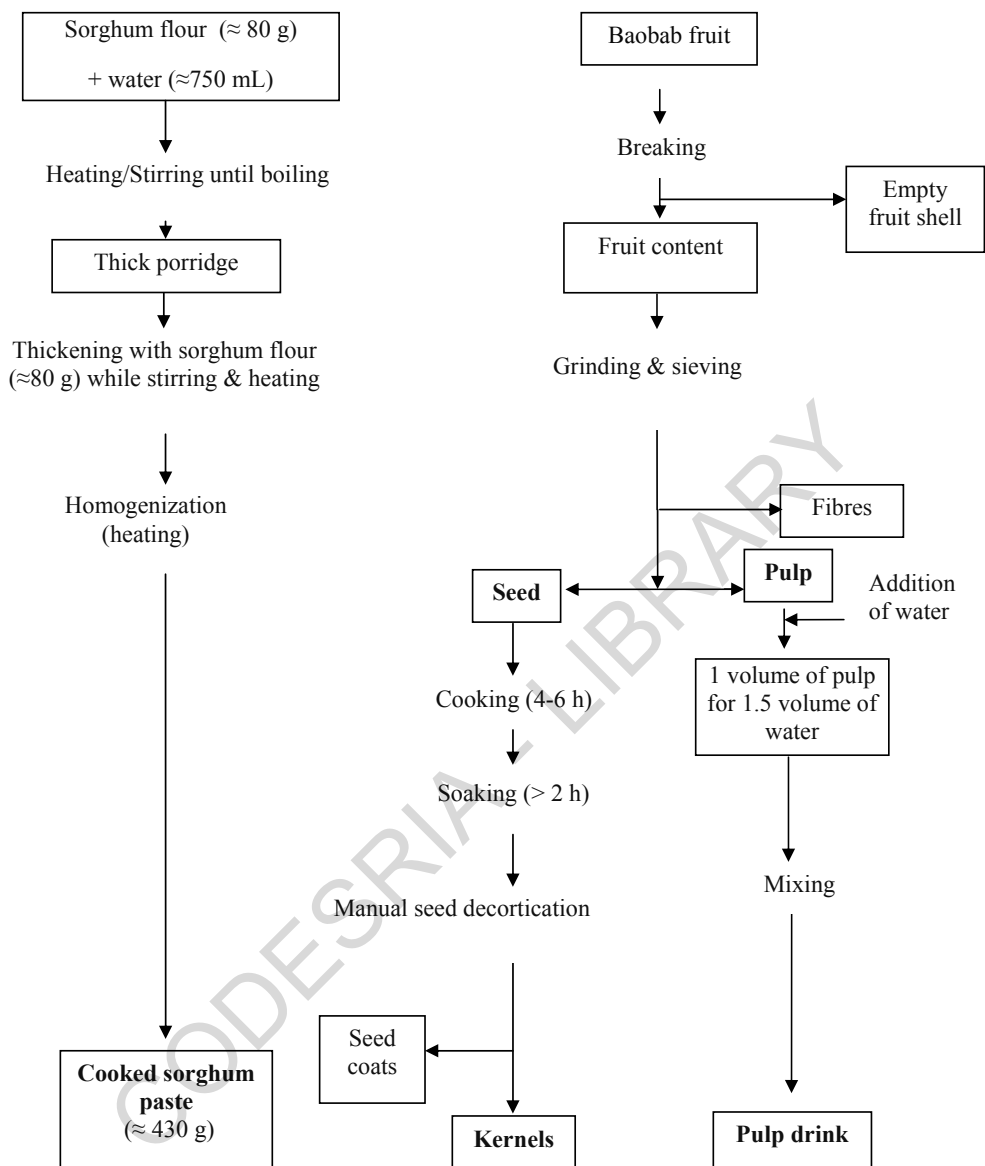 Sorghum flour (≈ 80 g)
+ water (≈750 mL)
Heating/Stirring until boiling
Thick porridge
Thickening with sorghum flour
(≈80 g) while stirring & heating
Homogenization
(heating)
Cooked sorghum
paste
(≈ 430 g)
Baobab fruit
Breaking
Empty
fruit shell
Fruit content
Grinding & sieving
Fibres
Seed
Pulp
Addition
of water
Cooking (4-6 h)
Soaking (> 2 h)
Manual seed decortication
Seed
coats
Kernels
1 volume of pulp
for 1.5 volume of
water
Mixing
Pulp drink
CODESRIA - LIBRARY